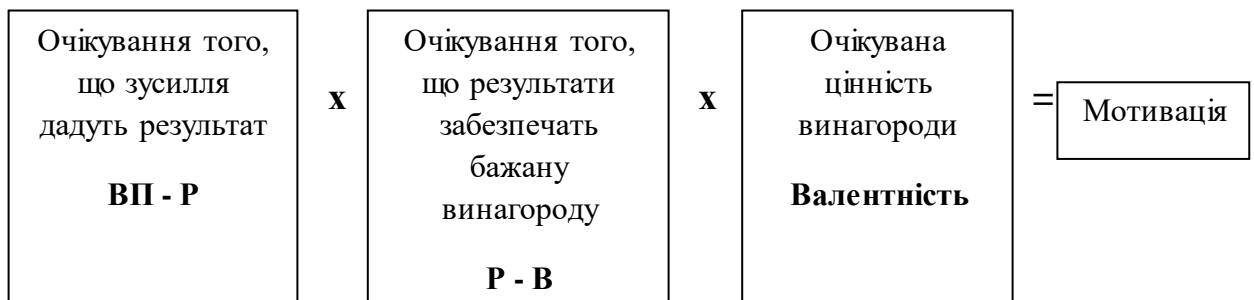 Очікування того,
що зусилля
дадуть результат
ВП - Р
х
Очікування того,
що результати
забезпечать
бажану
винагороду
Р - В
х
Очікувана
цінність
винагороди
Валентність
=
Мотивація